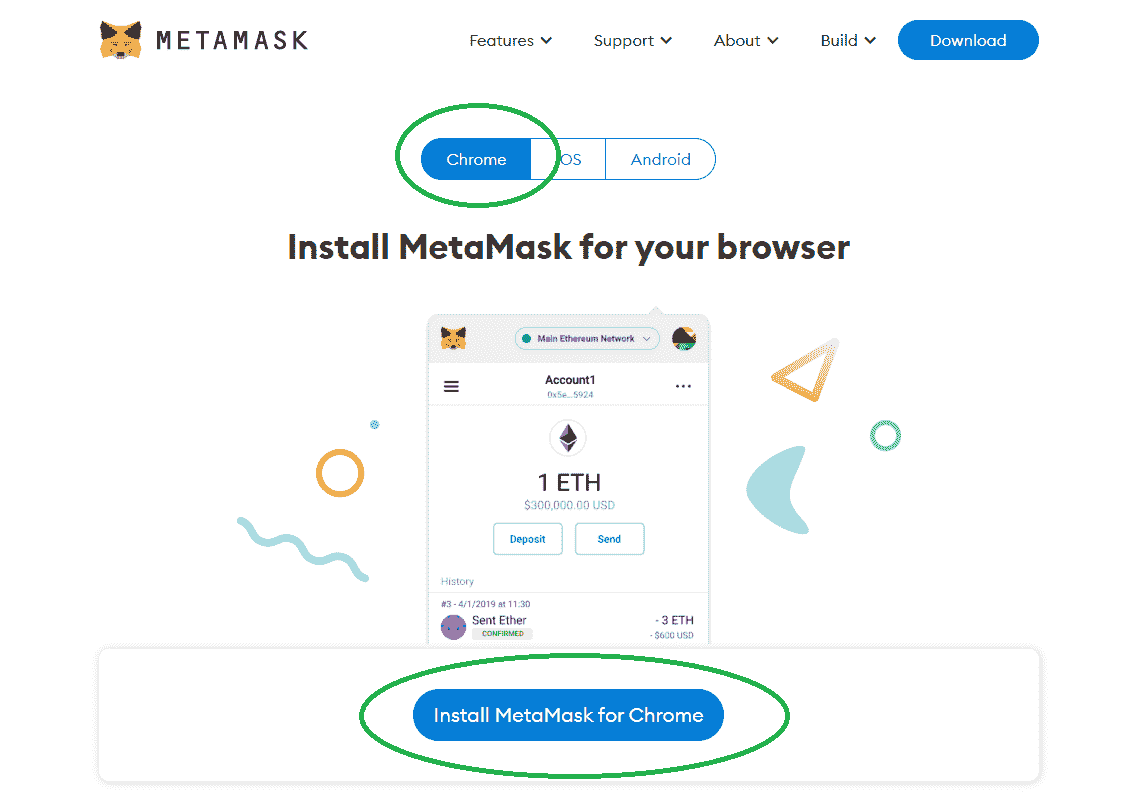 METAMASK
Features Support About Build Download
Chrome OS Android
Install MetaMask for your browser
Main Ethereum Network
Account1
0x5e...5924
1 ETH
$300,000.00 USD
Deposit Send
History
#3 - 4/1/2019 at 11:30
Sent Ether - 3 ETH
CONFIRMED - $600 USD
Install MetaMask for Chrome